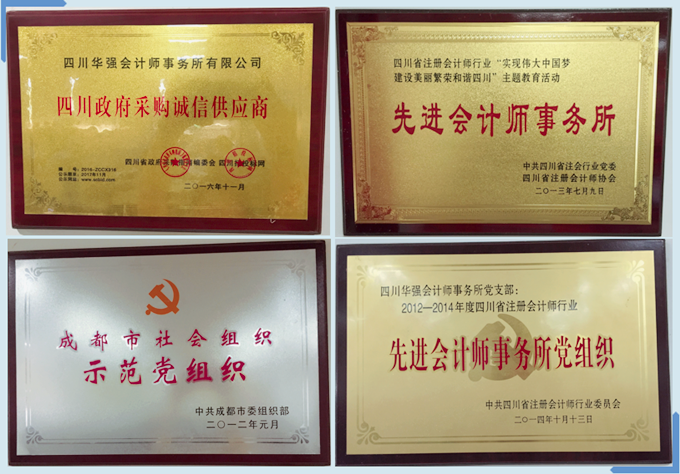 四川华强会计师事务所有限公司
四川政府采购诚信供应商
二〇一六年十一月
四川省注册会计师行业“实现伟大中国梦
建设美丽繁荣和谐四川”主题教育活动
先进会计师事务所
中共四川省注会行业党委
四川省注册会计师协会
二〇一三年七月九日
成都市社会组织
示范党组织
中共成都市委组织部
二〇一二年元月
四川华强会计师事务所党支部：
2012—2014年度四川省注册会计师行业
先进会计师事务所党组织
中共四川省注册会计师行业委员会
二〇一四年十月十三日